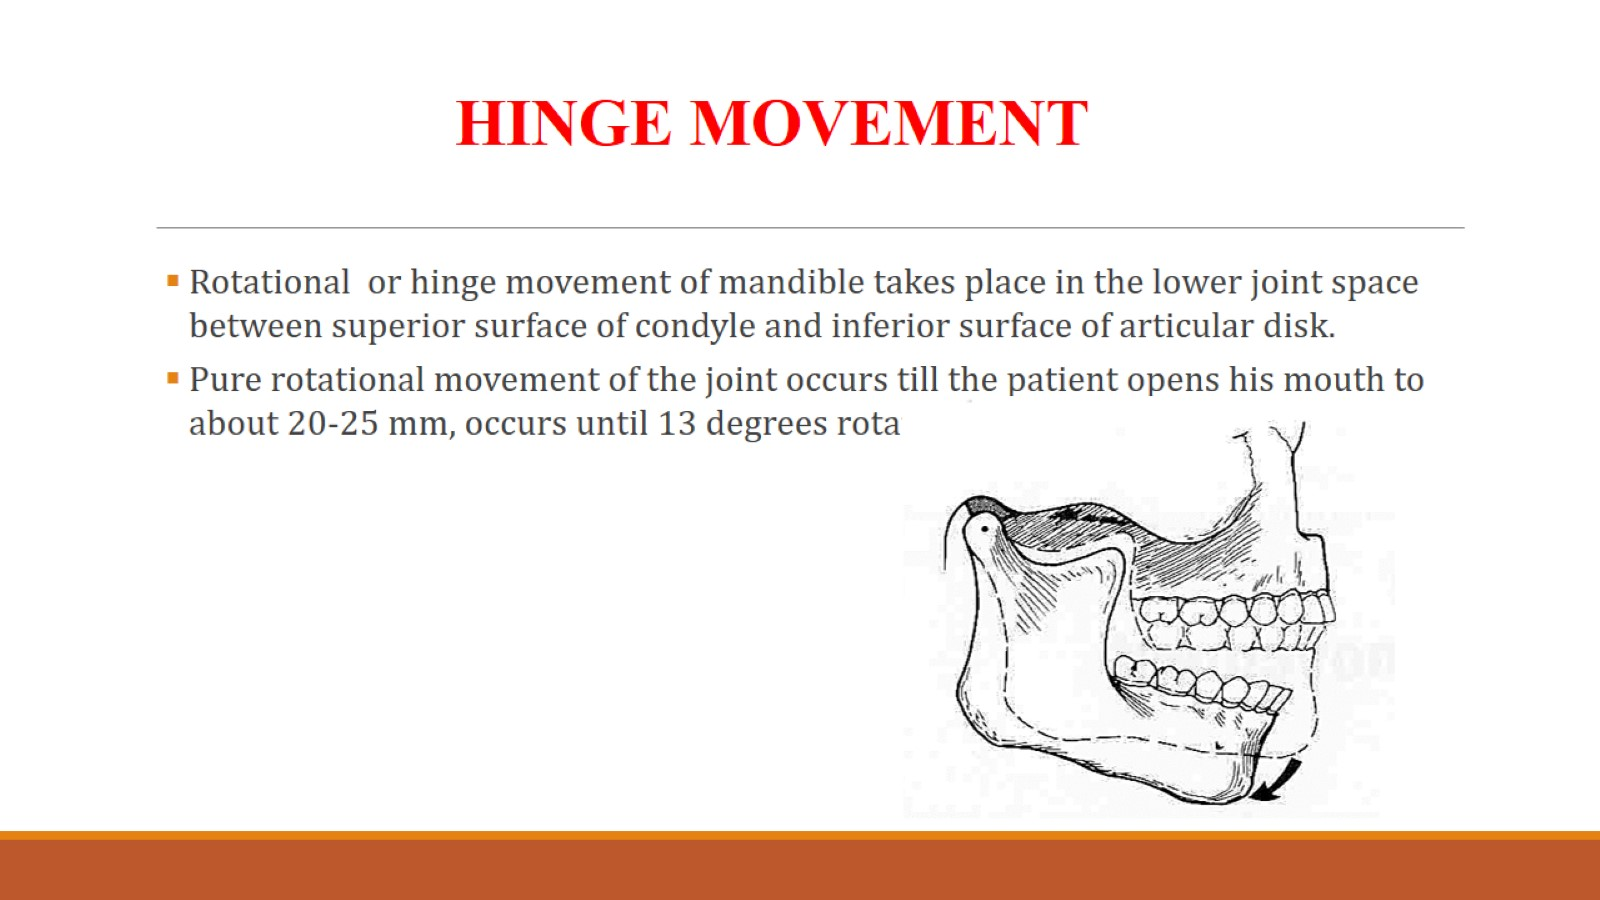 HINGE MOVEMENT
Rotational or hinge movement of mandible takes place in the lower joint space
between superior surface of condyle and inferior surface of articular disk.
Pure rotational movement of the joint occurs till the patient opens his mouth to
about 20-25 mm, occurs until 13 degrees rota